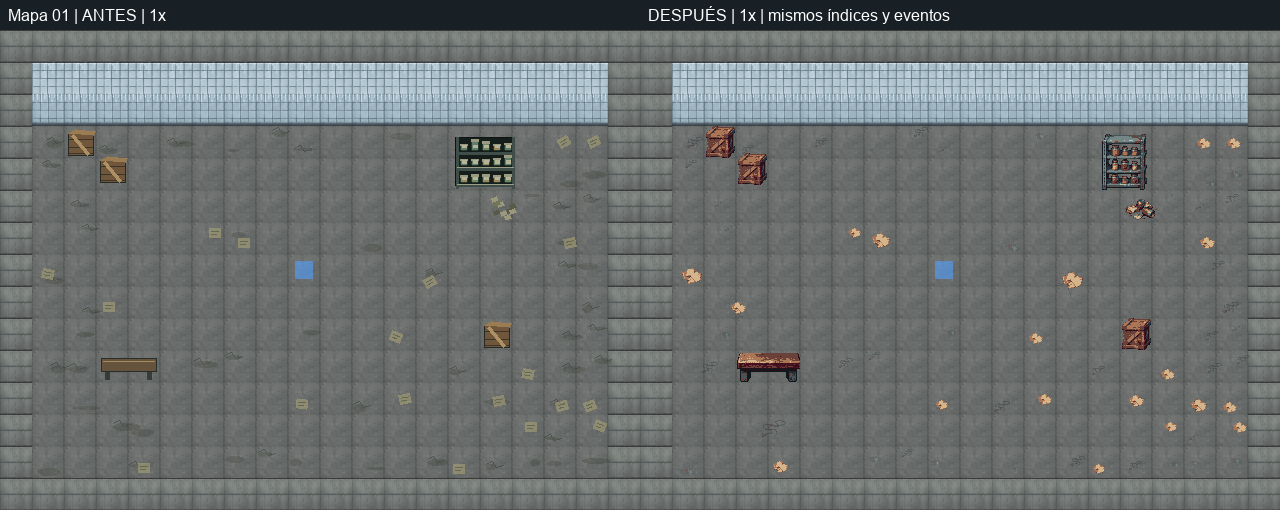 Mapa 01 | ANTES | 1x
DESPUÉS | 1x | mismos índices y eventos